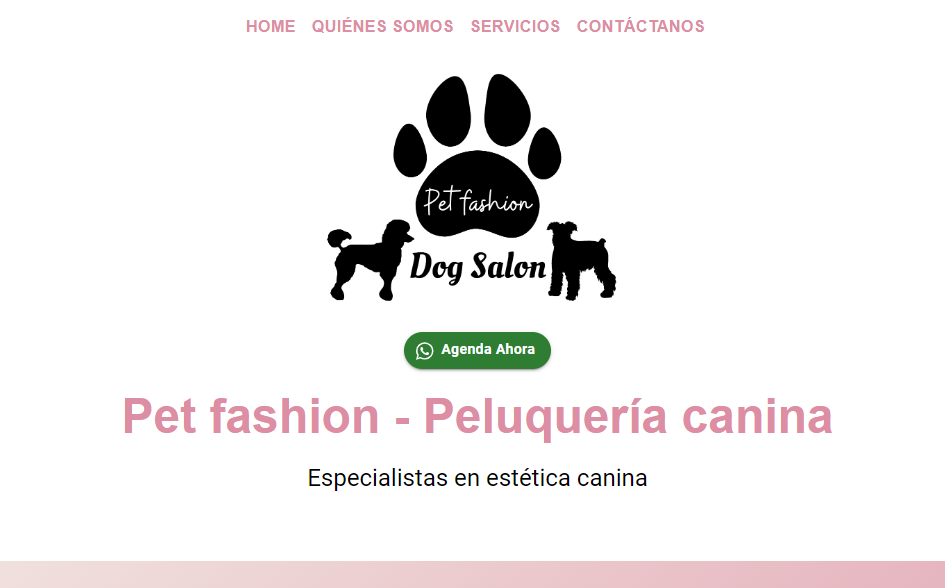 HOME QUIÉNES SOMOS SERVICIOS CONTÁCTANOS
Pet fashion
Dog Salon
Agenda Ahora
Pet fashion - Peluquería canina
Especialistas en estética canina